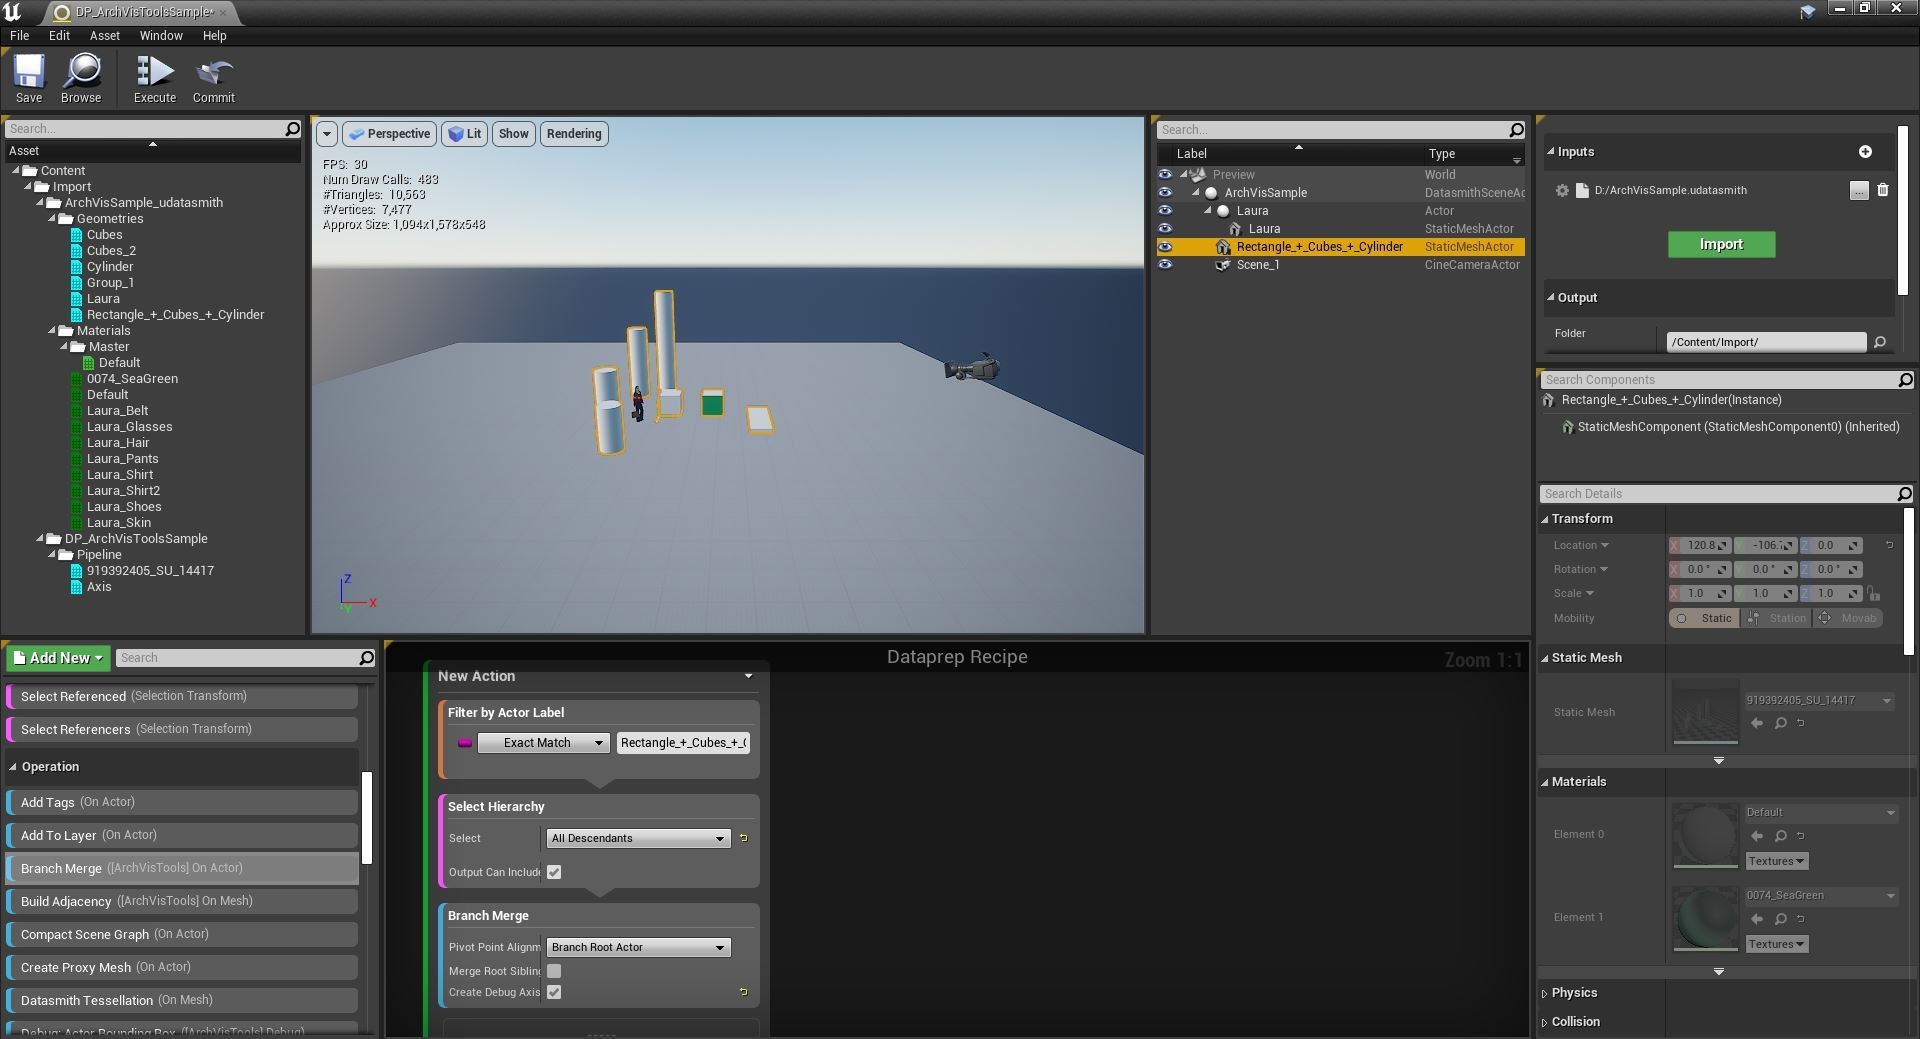 DP_ArchVisToolsSample*
File Edit Asset Window Help
Save Browse Execute Commit
Search...
Asset
Content
Import
ArchVisSample_udatasmith
Geometries
Cubes
Cubes_2
Cylinder
Group_1
Laura
Rectangle_+_Cubes_+_Cylinder
Materials
Master
Default
0074_SeaGreen
Default
Laura_Belt
Laura_Glasses
Laura_Hair
Laura_Pants
Laura_Shirt
Laura_Shirt2
Laura_Shoes
Laura_Skin
DP_ArchVisToolsSample
Pipeline
919392405_SU_14417
Axis
Perspective Lit Show Rendering
FPS: 30
Num Draw Calls: 483
#Triangles: 10,563
#Vertices: 7,477
Approx Size: 1,094x1,578x548
Z
X
Y
Search...
Label Type
Preview World
ArchVisSample DatasmithSceneAc
Laura Actor
Laura StaticMeshActor
Rectangle_+_Cubes_+_Cylinder StaticMeshActor
Scene_1 CineCameraActor
Inputs
D:/ArchVisSample.udatasmith ...
Import
Output
Folder /Content/Import/
Search Components
Rectangle_+_Cubes_+_Cylinder(Instance)
StaticMeshComponent (StaticMeshComponent0) (Inherited)
Search Details
Transform
Location X 120.8 Y -106. Z 0.0
Rotation X 0.0 ° Y 0.0 ° Z 0.0 °
Scale X 1.0 Y 1.0 Z 1.0
Mobility Static Station Movab
Static Mesh
Static Mesh 919392405_SU_14417
Materials
Element 0 Default
Textures
Element 1 0074_SeaGreen
Textures
Physics
Collision
Add New Search
Select Referenced (Selection Transform)
Select Referencers (Selection Transform)
Operation
Add Tags (On Actor)
Add To Layer (On Actor)
Branch Merge ([ArchVisTools] On Actor)
Build Adjacency ([ArchVisTools] On Mesh)
Compact Scene Graph (On Actor)
Create Proxy Mesh (On Actor)
Datasmith Tessellation (On Mesh)
Debug: Actor Bounding Box ([ArchVisTools] Debug)
Dataprep Recipe
Zoom 1:1
New Action
Filter by Actor Label
Exact Match Rectangle_+_Cubes_+_(
Select Hierarchy
Select All Descendants
Output Can Include
Branch Merge
Pivot Point Alignm Branch Root Actor
Merge Root Sibling
Create Debug Axis